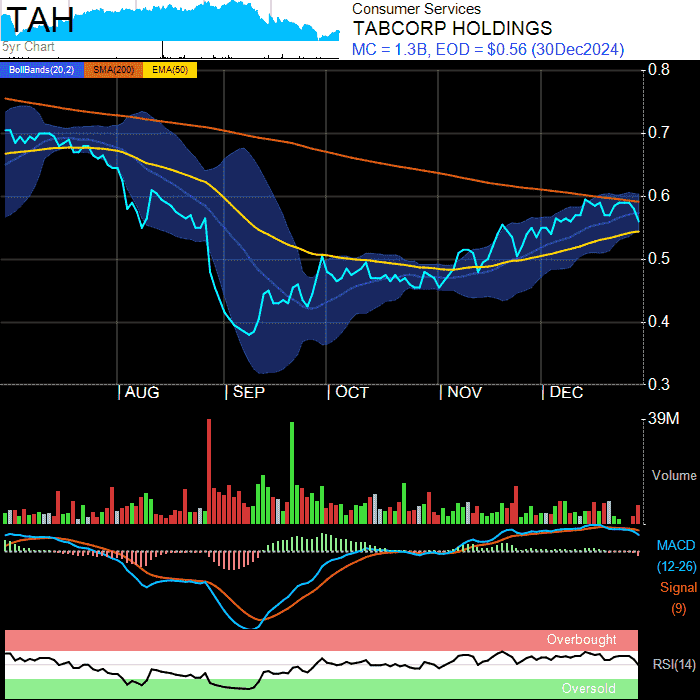 TAH
5yr Chart
Consumer Services
TABCORP HOLDINGS
MC = 1.3B, EOD = $0.56 (30Dec2024)
BollBands(20,2) SMA(200) EMA(50)
0.8
0.7
0.6
0.5
0.4
0.3
AUG SEP OCT NOV DEC
39M
Volume
MACD
(12-26)
Signal
(9)
Overbought
RSI(14)
Oversold